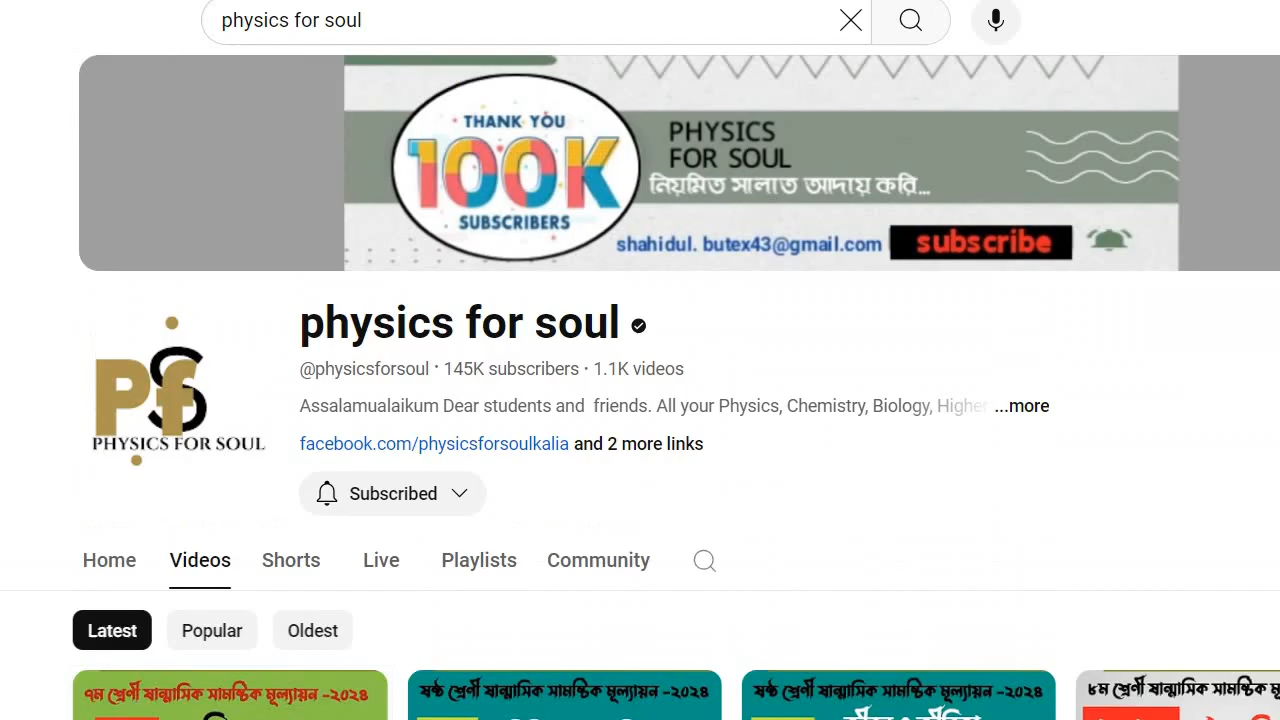 physics for soul
THANK YOU
100K
SUBSCRIBERS
PHYSICS
FOR SOUL
নিয়মিত সালাত আদায় করি...
shahidul. butex43@gmail.com
subscribe
Pf S
PHYSICS FOR SOUL
physics for soul
@physicsforsoul · 145K subscribers · 1.1K videos
Assalamualaikum Dear students and friends. All your Physics, Chemistry, Biology, Higher ...more
facebook.com/physicsforsoulkalia and 2 more links
Subscribed
Home Videos Shorts Live Playlists Community
Latest Popular Oldest
৭ম শ্রেণী ষান্মাসিক সামষ্টিক মূল্যায়ন -২০২৪
ষষ্ঠ শ্রেণী ষান্মাসিক সামষ্টিক মূল্যায়ন -২০২৪
ষষ্ঠ শ্রেণী ষান্মাসিক সামষ্টিক মূল্যায়ন -২০২৪
৮ম শ্রেণী ষান্মাসিক সামষ্টিক